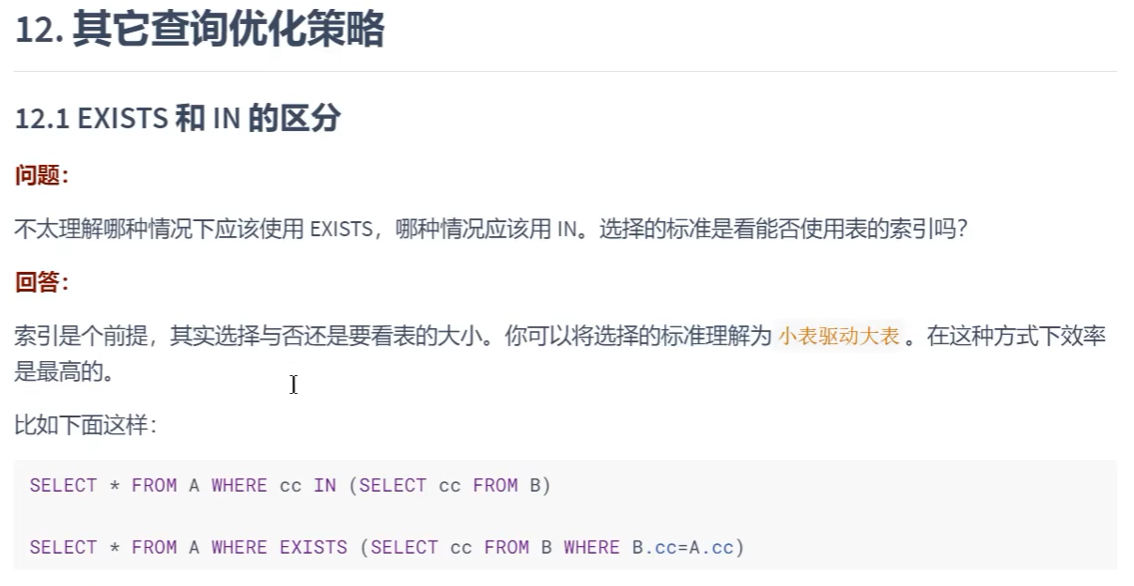 12. 其它查询优化策略
12.1 EXISTS 和 IN 的区分
问题：
不太理解哪种情况下应该使用 EXISTS，哪种情况应该用 IN。选择的标准是看能否使用表的索引吗？
回答：
索引是个前提，其实选择与否还是要看表的大小。你可以将选择的标准理解为 小表驱动大表 。在这种方式下效率
是最高的。
比如下面这样：
SELECT * FROM A WHERE cc IN (SELECT cc FROM B)
SELECT * FROM A WHERE EXISTS (SELECT cc FROM B WHERE B.cc=A.cc)